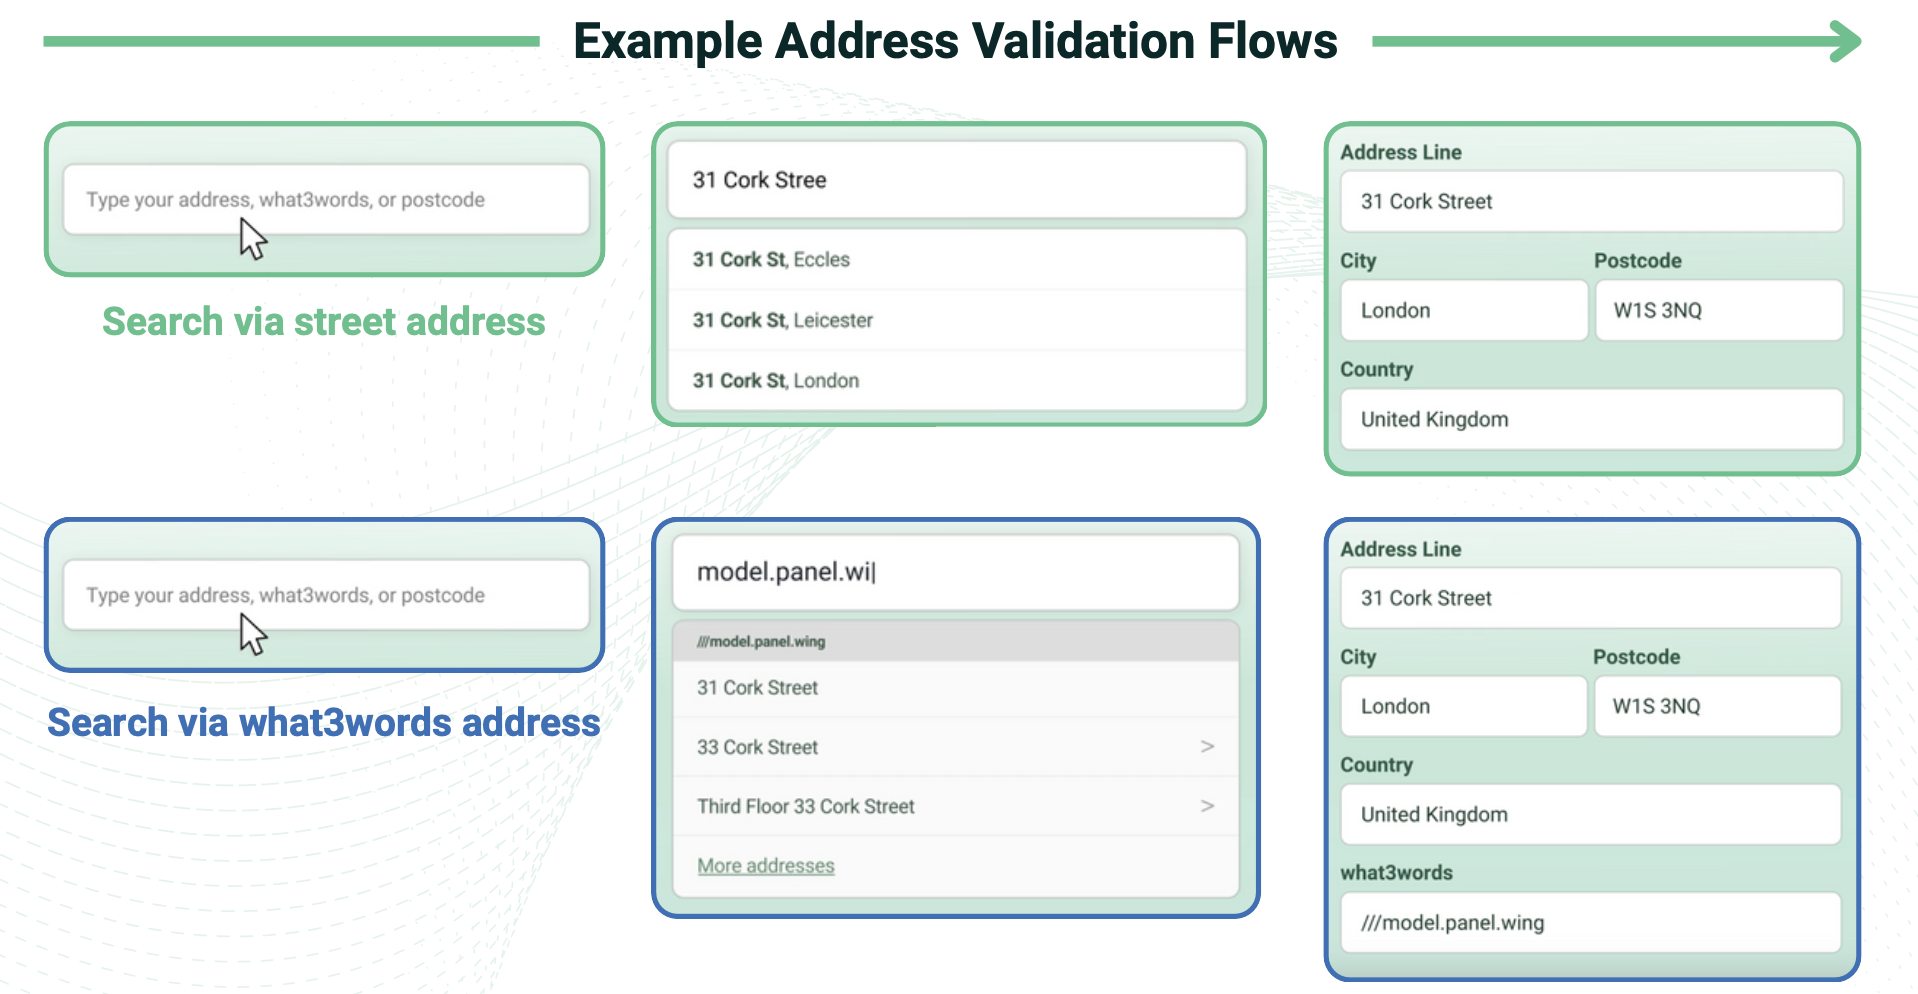 Example Address Validation Flows
Type your address, what3words, or postcode
Search via street address
31 Cork Stree
31 Cork St, Eccles
31 Cork St, Leicester
31 Cork St, London
Address Line
31 Cork Street
City
Postcode
London
W1S 3NQ
Country
United Kingdom
Type your address, what3words, or postcode
Search via what3words address
model.panel.wi
///model.panel.wing
31 Cork Street
33 Cork Street >
Third Floor 33 Cork Street >
More addresses
Address Line
31 Cork Street
City
Postcode
London
W1S 3NQ
Country
United Kingdom
what3words
///model.panel.wing